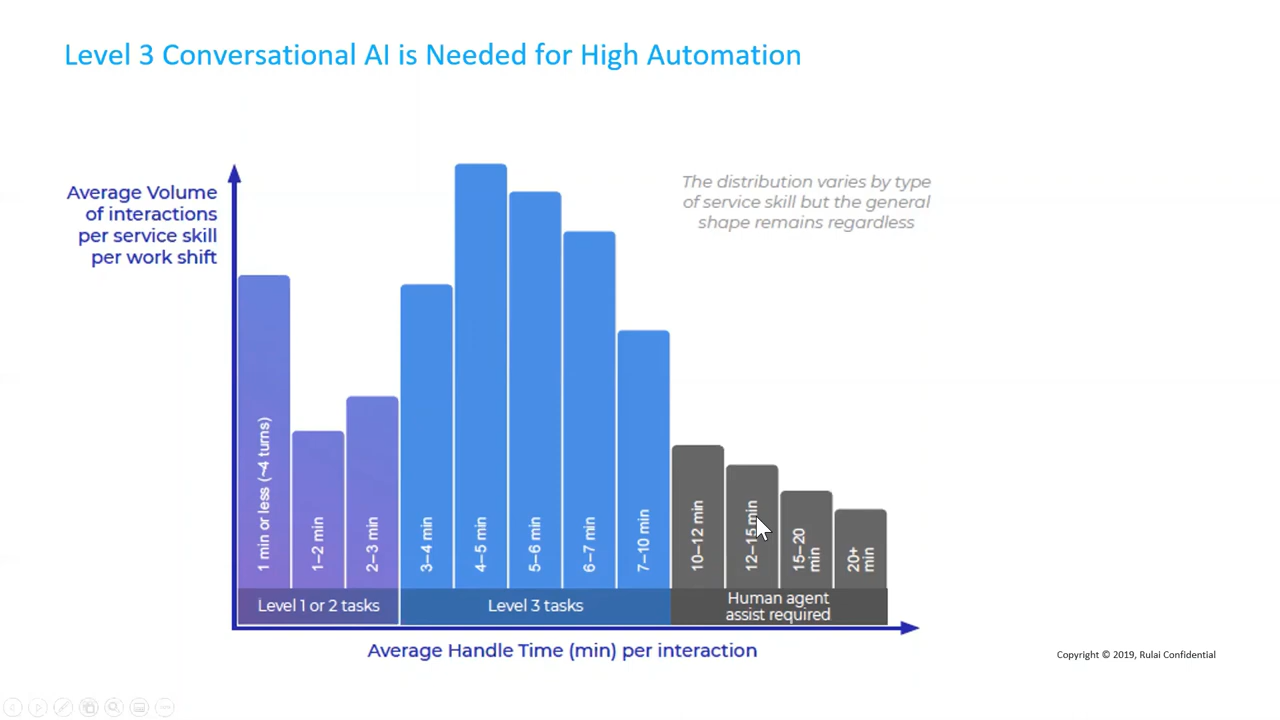 Level 3 Conversational AI is Needed for High Automation
Average Volume
of interactions
per service skill
per work shift
The distribution varies by type
of service skill but the general
shape remains regardless
1 min or less (~4 turns)
1–2 min
2–3 min
3–4 min
4–5 min
5–6 min
6–7 min
7–10 min
10–12 min
12–15 min
15–20
min
20+
min
Level 1 or 2 tasks
Level 3 tasks
Human agent
assist required
Average Handle Time (min) per interaction
Copyright © 2019, Rulai Confidential